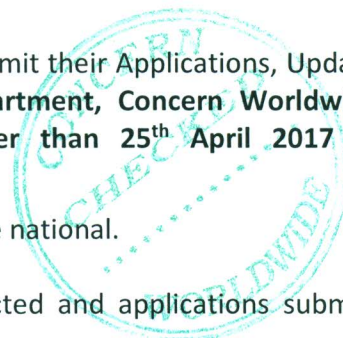 mit their Applications, Upda
artment, Concern Worldw
er than 25th April 2017
e national.
cted and applications subm
CONCERN
CHECKED
WORLDWIDE